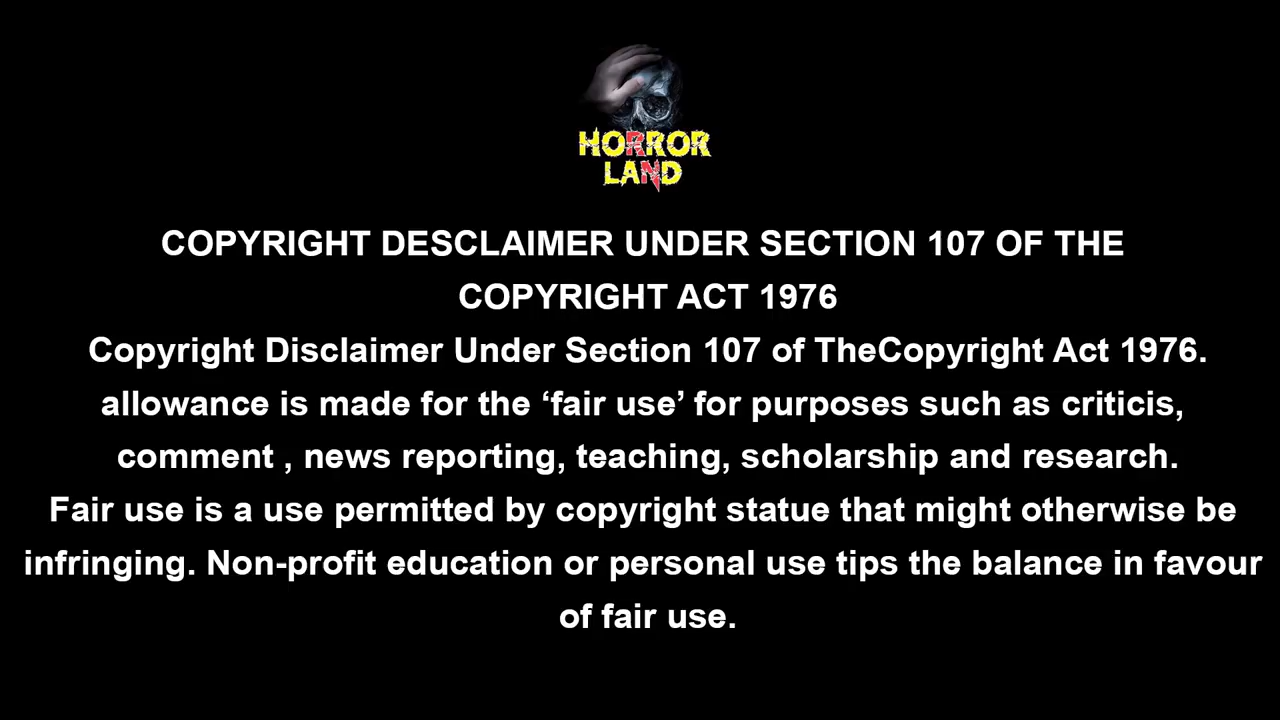 HORROR
LAND
COPYRIGHT DESCLAIMER UNDER SECTION 107 OF THE
COPYRIGHT ACT 1976
Copyright Disclaimer Under Section 107 of TheCopyright Act 1976.
allowance is made for the ‘fair use’ for purposes such as criticis,
comment , news reporting, teaching, scholarship and research.
Fair use is a use permitted by copyright statue that might otherwise be
infringing. Non-profit education or personal use tips the balance in favour
of fair use.